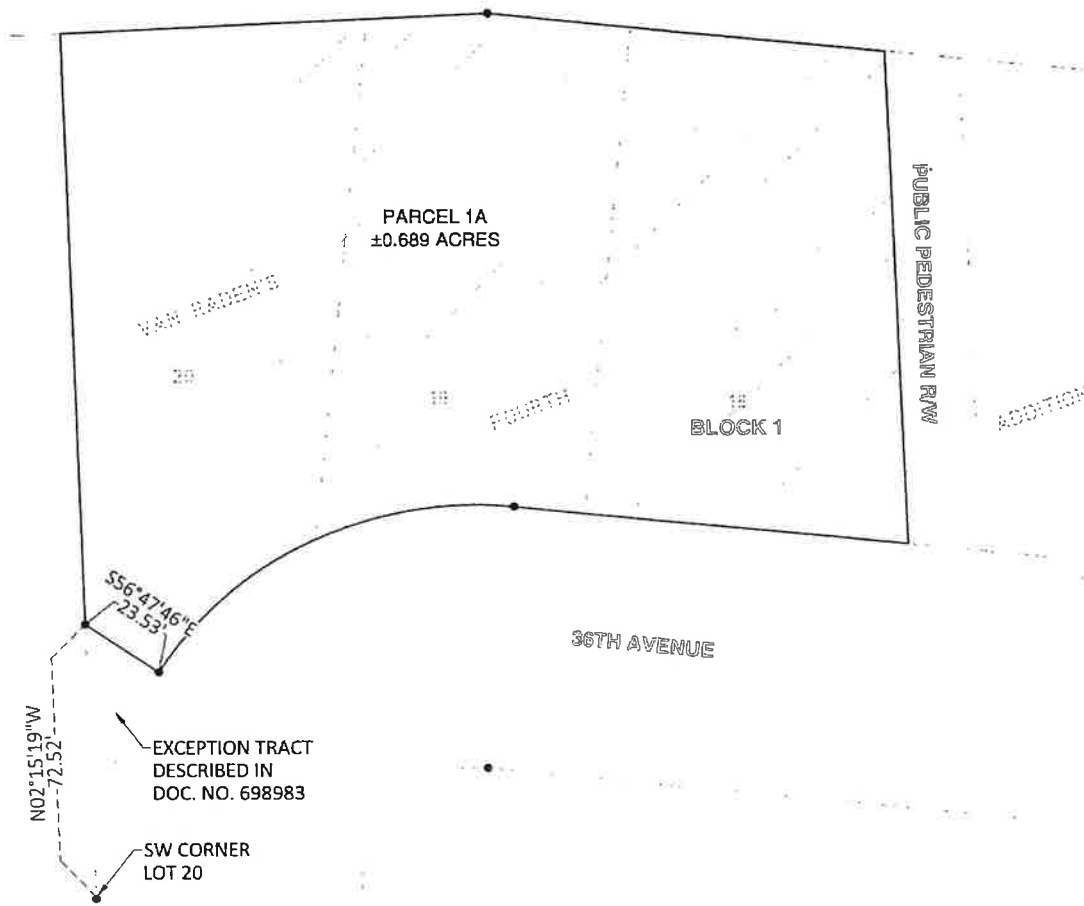 PARCEL 1A
±0.689 ACRES
PUBLIC PEDESTRIAN R/W
VAN RADEN'S
20
19
FOURTH
18
BLOCK 1
ADDITION
S56°47'46"E
23.53'
36TH AVENUE
N02°15'19"W
72.52'
EXCEPTION TRACT
DESCRIBED IN
DOC. NO. 698983
SW CORNER
LOT 20